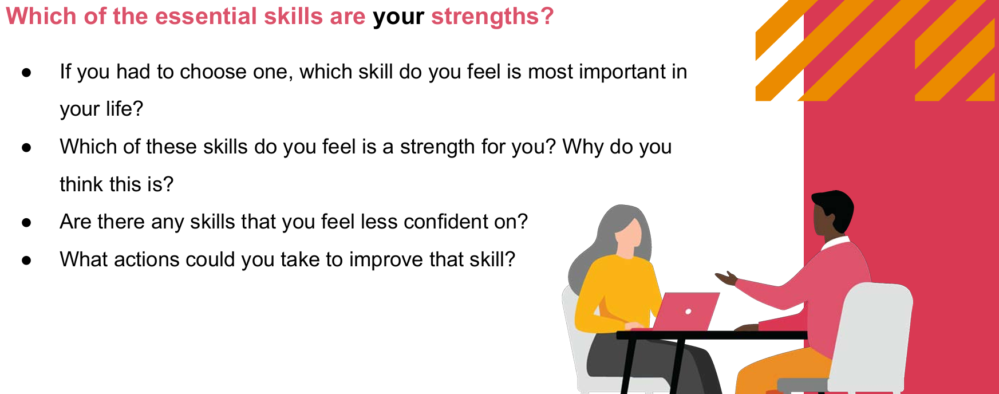 Which of the essential skills are your strengths?
● If you had to choose one, which skill do you feel is most important in
your life?
● Which of these skills do you feel is a strength for you? Why do you
think this is?
● Are there any skills that you feel less confident on?
● What actions could you take to improve that skill?